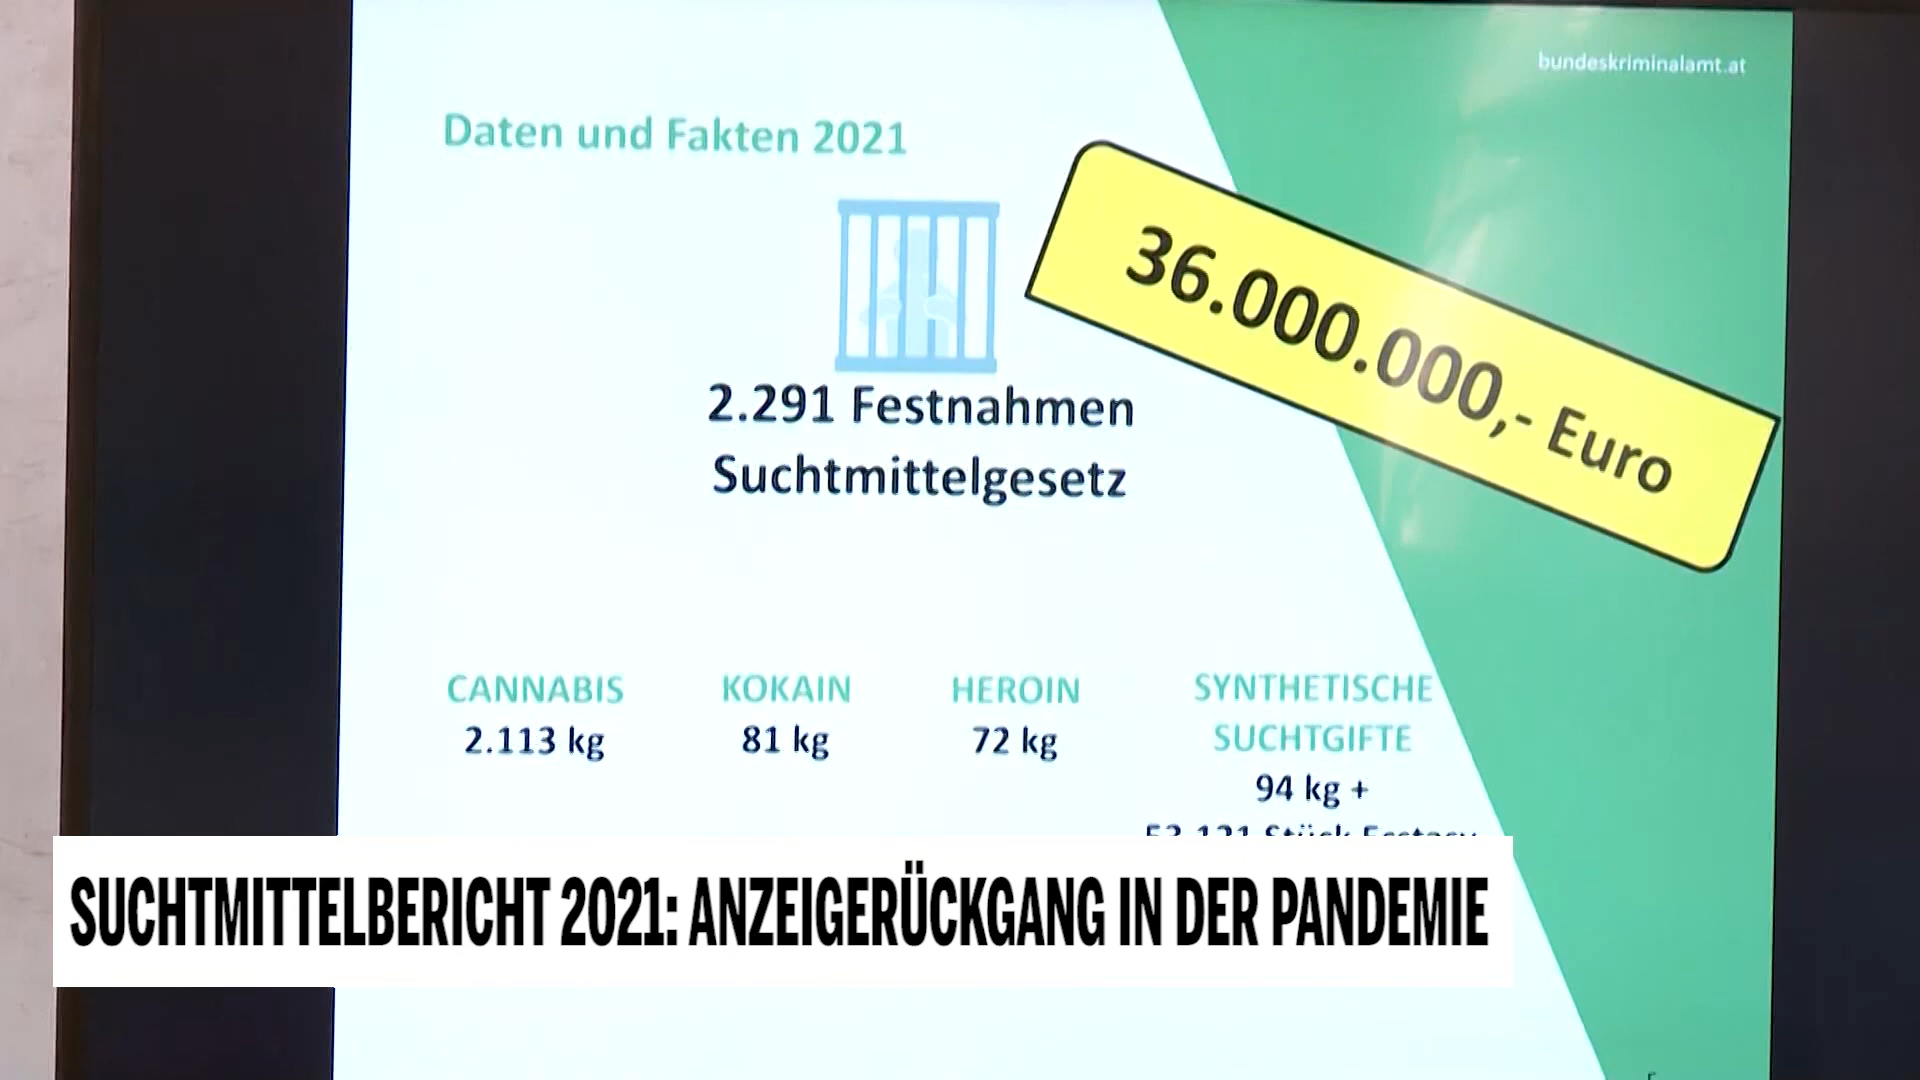 bundeskriminalamt.at
Daten und Fakten 2021
36.000.000,- Euro
2.291 Festnahmen
Suchtmittelgesetz
CANNABIS
2.113 kg
KOKAIN
81 kg
HEROIN
72 kg
SYNTHETISCHE
SUCHTGIFTE
94 kg +
SUCHTMITTELBERICHT 2021: ANZEIGERÜCKGANG IN DER PANDEMIE